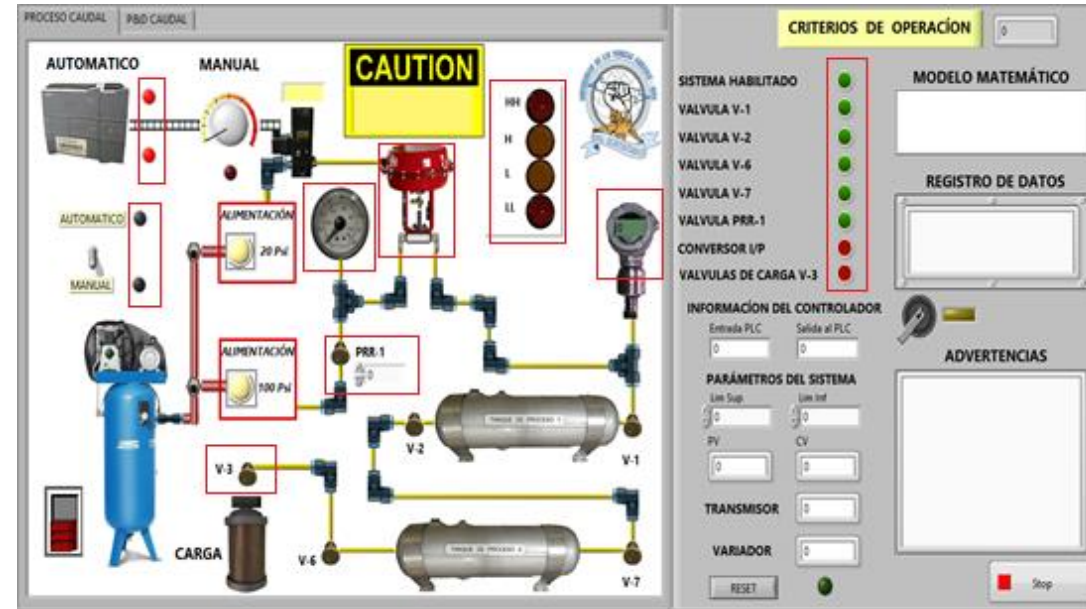 PROCESO CAUDAL
P&ID CAUDAL
AUTOMATICO
MANUAL
CAUTION
HH
H
L
LL
AUTOMATICO
MANUAL
ALIMENTACIÓN
20 Psi
ALIMENTACIÓN
100 Psi
PRR-1
0
V-3
V-2
V-1
CARGA
V-6
V-7
CRITERIOS DE OPERACÍON
0
SISTEMA HABILITADO
VALVULA V-1
VALVULA V-2
VALVULA V-6
VALVULA V-7
VALVULA PRR-1
CONVERSOR I/P
VALVULAS DE CARGA V-3
INFORMACÍON DEL CONTROLADOR
Entrada PLC
Salida al PLC
0
0
PARÁMETROS DEL SISTEMA
Lim Sup
Lim Inf
0
0
PV
CV
0
0
TRANSMISOR
0
VARIADOR
0
RESET
MODELO MATEMÁTICO
REGISTRO DE DATOS
ADVERTENCIAS
Stop